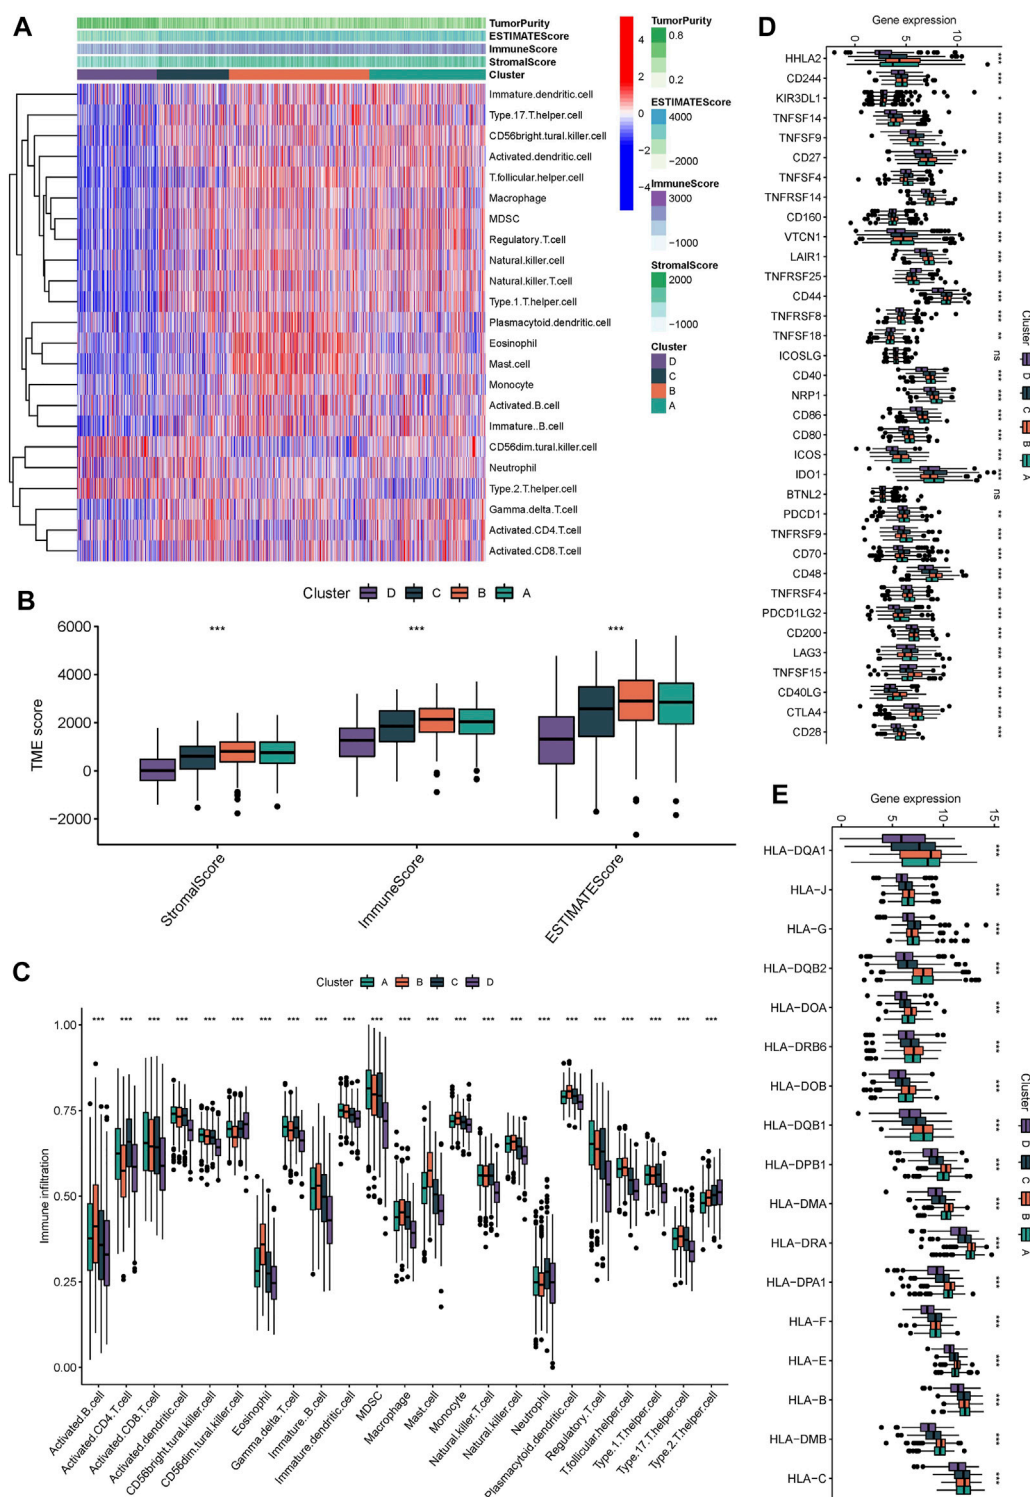 A
TumorPurity
ESTIMATEScore
ImmuneScore
StromalScore
Cluster
Immature.dendritic.cell
Type.17.T.helper.cell
CD56bright.tural.killer.cell
Activated.dendritic.cell
T.follicular.helper.cell
Macrophage
MDSC
Regulatory.T.cell
Natural.killer.cell
Natural.killer.T.cell
Type.1.T.helper.cell
Plasmacytoid.dendritic.cell
Eosinophil
Mast.cell
Monocyte
Activated.B.cell
Immature..B.cell
CD56dim.tural.killer.cell
Neutrophil
Type.2.T.helper.cell
Gamma.delta.T.cell
Activated.CD4.T.cell
Activated.CD8.T.cell
4
2
0
−2
−4
TumorPurity
0.8
0.2
ESTIMATEScore
4000
−2000
ImmuneScore
3000
−1000
StromalScore
2000
−1000
Cluster
D
C
B
A
B
Cluster D C B A
TME score
6000
4000
2000
0
−2000
*** *** ***
StromalScore
ImmuneScore
ESTIMATEScore
C
Cluster A B C D
Immune infiltration
1.00
0.75
0.50
0.25
0.00
*** *** *** *** *** *** *** *** *** *** *** *** *** *** *** *** *** *** *** *** *** *** ***
Activated.B.cell
Activated.CD4.T.cell
Activated.CD8.T.cell
Activated.dendritic.cell
CD56bright.tural.killer.cell
CD56dim.tural.killer.cell
Eosinophil
Gamma.delta.T.cell
Immature..B.cell
Immature.dendritic.cell
MDSC
Macrophage
Mast.cell
Monocyte
Natural.killer.T.cell
Natural.killer.cell
Neutrophil
Plasmacytoid.dendritic.cell
Regulatory.T.cell
T.follicular.helper.cell
Type.1.T.helper.cell
Type.17.T.helper.cell
Type.2.T.helper.cell
D
Gene expression
0 5 10
HHLA2 ***
CD244 ***
KIR3DL1 *
TNFSF14 ***
TNFSF9 ***
CD27 ***
TNFSF4 ***
TNFRSF14 ***
CD160 ***
VTCN1 ***
LAIR1 ***
TNFRSF25 ***
CD44 ***
TNFRSF8 ***
TNFSF18 **
ICOSLG ns
CD40 ***
NRP1 ***
CD86 ***
CD80 ***
ICOS ***
IDO1 ***
BTNL2 ns
PDCD1 **
TNFRSF9 ***
CD70 ***
CD48 ***
TNFRSF4 ***
PDCD1LG2 ***
CD200 ***
LAG3 ***
TNFSF15 ***
CD40LG ***
CTLA4 ***
CD28 ***
Cluster D C B A
E
Gene expression
0 5 10 15
HLA−DQA1 ***
HLA−J ***
HLA−G ***
HLA−DQB2 ***
HLA−DOA ***
HLA−DRB6 ***
HLA−DOB ***
HLA−DQB1 ***
HLA−DPB1 ***
HLA−DMA ***
HLA−DRA ***
HLA−DPA1 ***
HLA−F ***
HLA−E ***
HLA−B ***
HLA−DMB ***
HLA−C ***
Cluster D C B A